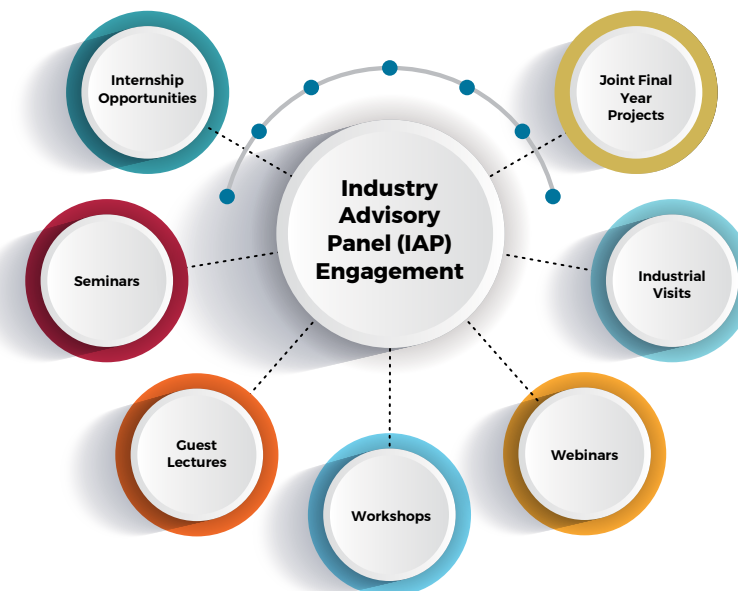 Internship
Opportunities
Joint Final
Year
Projects
Industry
Advisory
Panel (IAP)
Engagement
Seminars
Industrial
Visits
Guest
Lectures
Webinars
Workshops